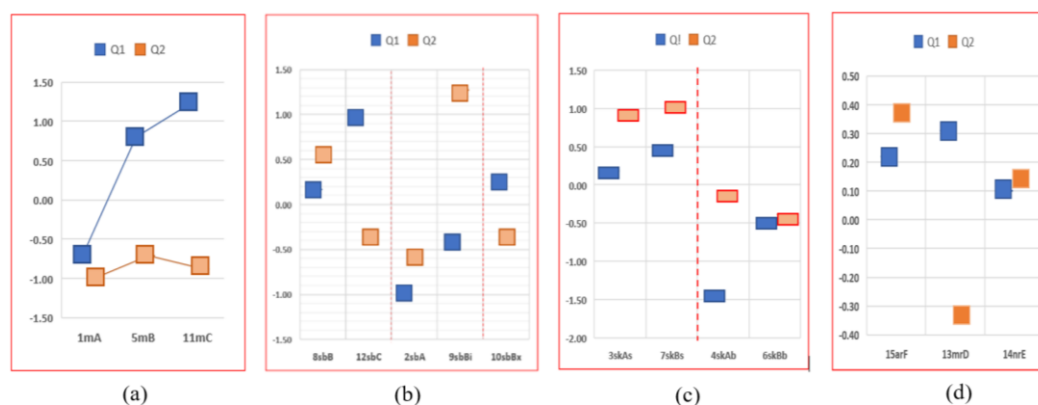 Q1 Q2
1.50
1.00
0.50
0.00
-0.50
-1.00
-1.50
1mA 5mB 11mC
(a)
Q1 Q2
1.50
1.00
0.50
0.00
-0.50
-1.00
-1.50
8sbB 12sbC 2sbA 9sbBi 10sbBx
(b)
Q! Q2
1.50
1.00
0.50
0.00
-0.50
-1.00
-1.50
-2.00
3skAs 7skBs 4skAb 6skBb
(c)
Q1 Q2
0.50
0.40
0.30
0.20
0.10
0.00
-0.10
-0.20
-0.30
-0.40
15arF 13mrD 14nrE
(d)